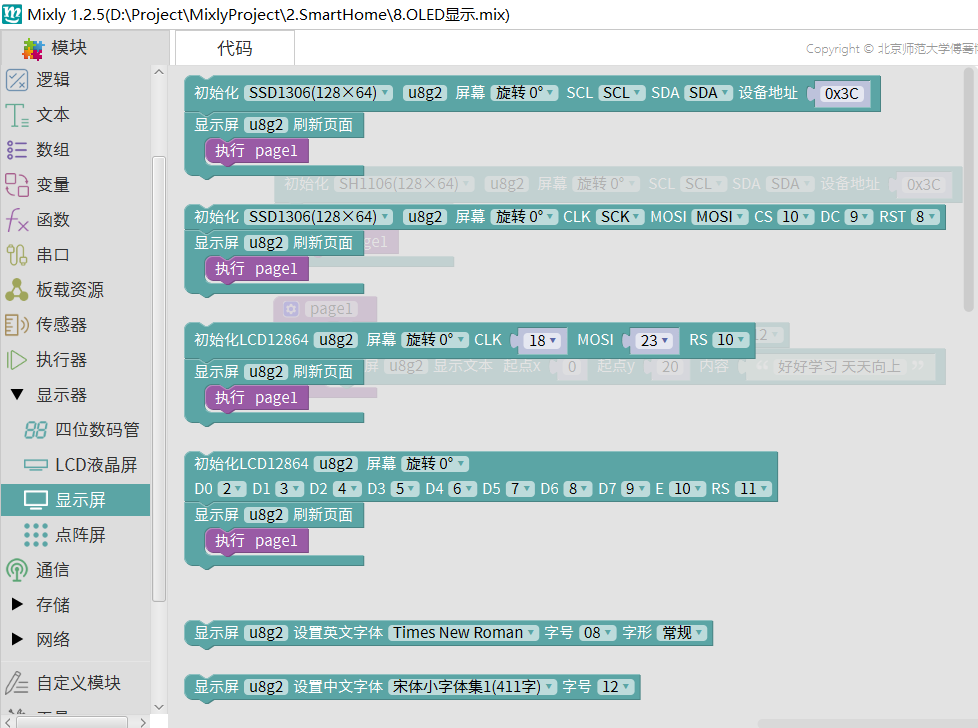 Mixly 1.2.5(D:\Project\MixlyProject\2.SmartHome\8.OLED显示.mix)
模块
代码
Copyright © 北京师范大学傅骞
逻辑
文本
数组
变量
函数
串口
板载资源
传感器
执行器
显示器
四位数码管
LCD液晶屏
显示屏
点阵屏
通信
存储
网络
自定义模块
初始化 SSD1306(128×64) u8g2 屏幕 旋转 0° SCL SCL SDA SDA 设备地址 0x3C
显示屏 u8g2 刷新页面
执行 page1
初始化 SH1106(128×64) u8g2 屏幕 旋转 0° SCL SCL SDA SDA 设备地址 0x3C
初始化 SSD1306(128×64) u8g2 屏幕 旋转 0° CLK SCK MOSI MOSI CS 10 DC 9 RST 8
显示屏 u8g2 刷新页面
执行 page1
page1
初始化LCD12864 u8g2 屏幕 旋转 0° CLK 18 MOSI 23 RS 10
显示屏 u8g2 刷新页面
屏 u8g2 显示文本 起点x 0 起点y 20 内容 “ 好好学习 天天向上 ”
执行 page1
初始化LCD12864 u8g2 屏幕 旋转 0°
D0 2 D1 3 D2 4 D3 5 D4 6 D5 7 D6 8 D7 9 E 10 RS 11
显示屏 u8g2 刷新页面
执行 page1
显示屏 u8g2 设置英文字体 Times New Roman 字号 08 字形 常规
显示屏 u8g2 设置中文字体 宋体小字体集1(411字) 字号 12